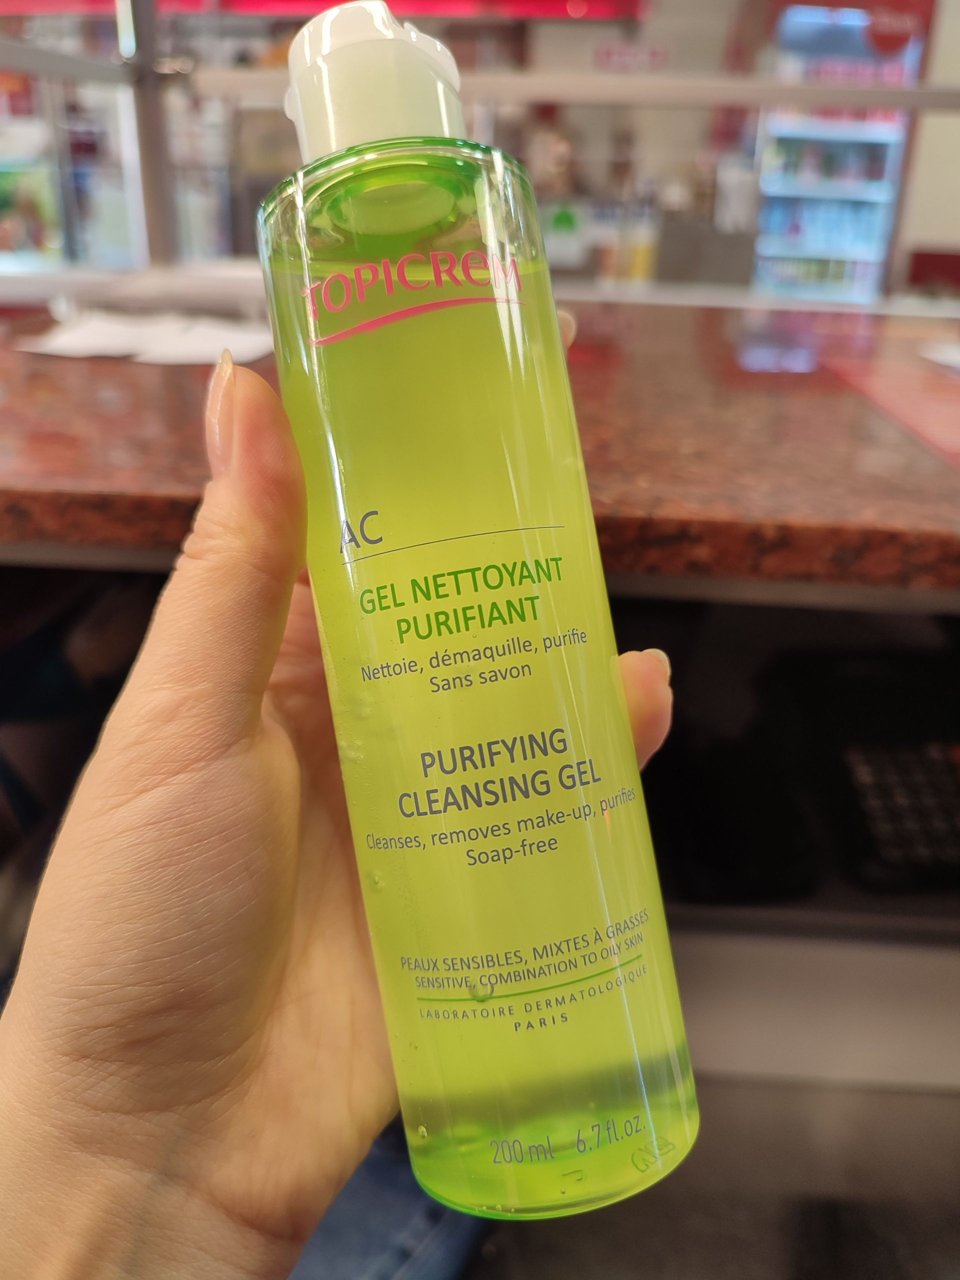 TOPICREM
AC
GEL NETTOYANT
PURIFIANT
Nettoie, démaquille, purifie
Sans savon
PURIFYING
CLEANSING GEL
Cleanses, removes make-up, purifies
Soap-free
PEAUX SENSIBLES, MIXTES À GRASSES
SENSITIVE, COMBINATION TO OILY SKIN
LABORATOIRE DERMATOLOGIQUE
PARIS
200 ml 6.7 fl.oz.